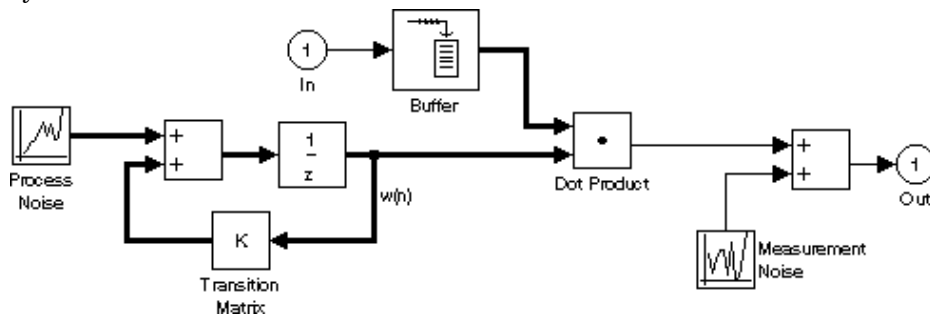 1
In
Buffer
Process
Noise
+
+
1
z
w(n)
K
Transition
Matrix
Dot Product
+
+
1
Out
Measurement
Noise